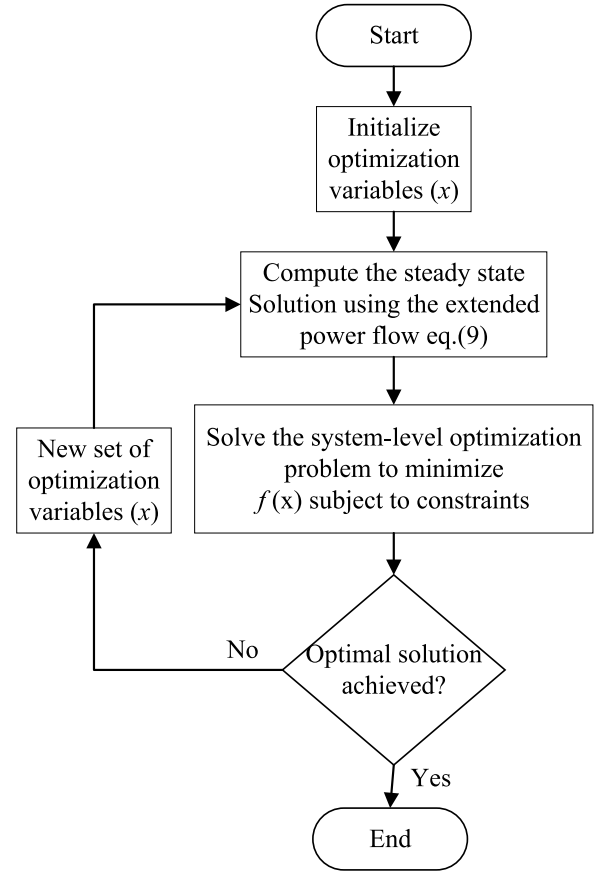 Start
Initialize
optimization
variables (x)
Compute the steady state
Solution using the extended
power flow eq.(9)
Solve the system-level optimization
problem to minimize
f (x) subject to constraints
New set of
optimization
variables (x)
Optimal solution
achieved?
No
Yes
End